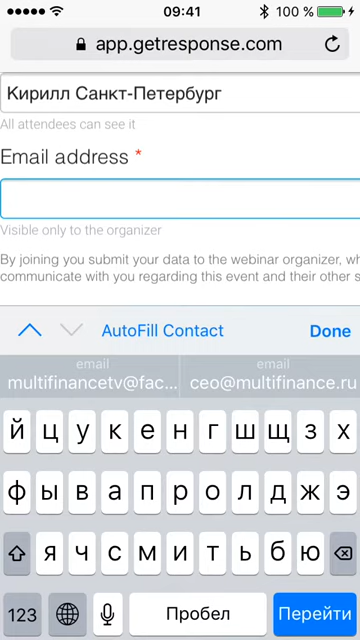 09:41 100 %
app.getresponse.com
Кирилл Санкт-Петербург
All attendees can see it
Email address *
Visible only to the organizer
By joining you submit your data to the webinar organizer, wh
communicate with you regarding this event and their other s
AutoFill Contact Done
email email
multifinancetv@fac... ceo@multifinance.ru
й ц у к е н г ш щ з х
ф ы в а п р о л д ж э
я ч с м и т ь б ю
123 Пробел Перейти